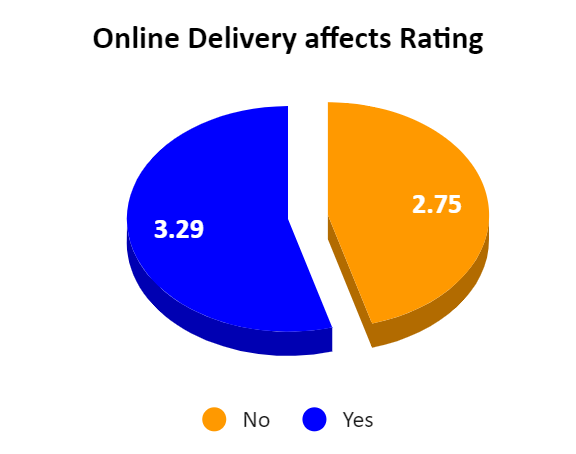 Online Delivery affects Rating
2.75
3.29
No Yes